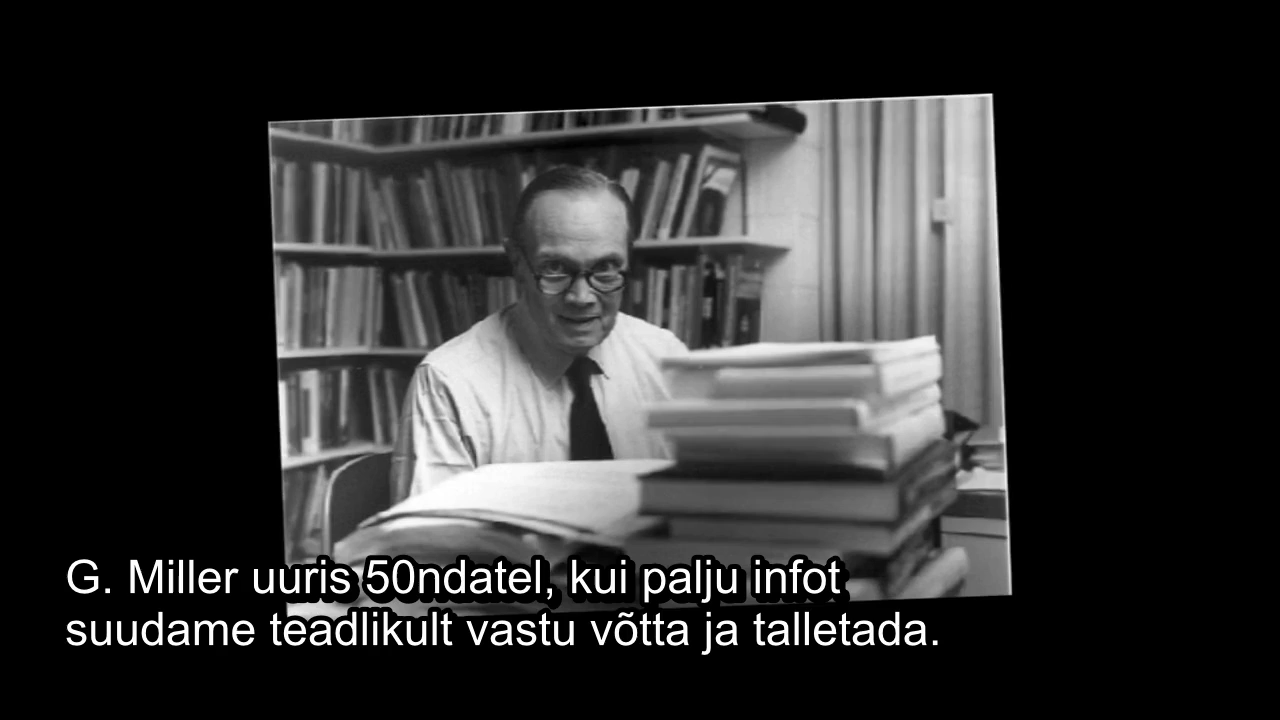 G. Miller uuris 50ndatel, kui palju infot
suudame teadlikult vastu võtta ja talletada.